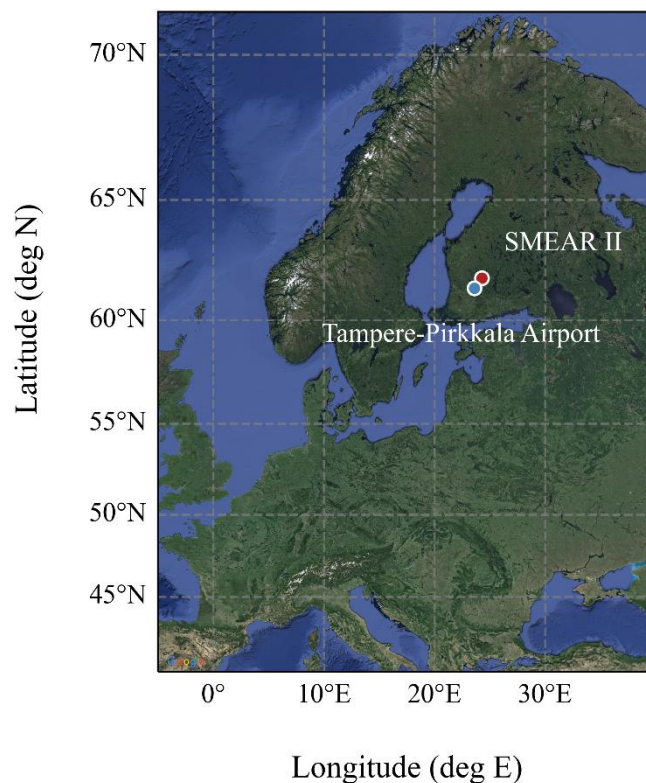 70°N
65°N
SMEAR II
60°N
Tampere-Pirkkala Airport
55°N
50°N
45°N
0°
10°E
20°E
30°E
Latitude (deg N)
Longitude (deg E)